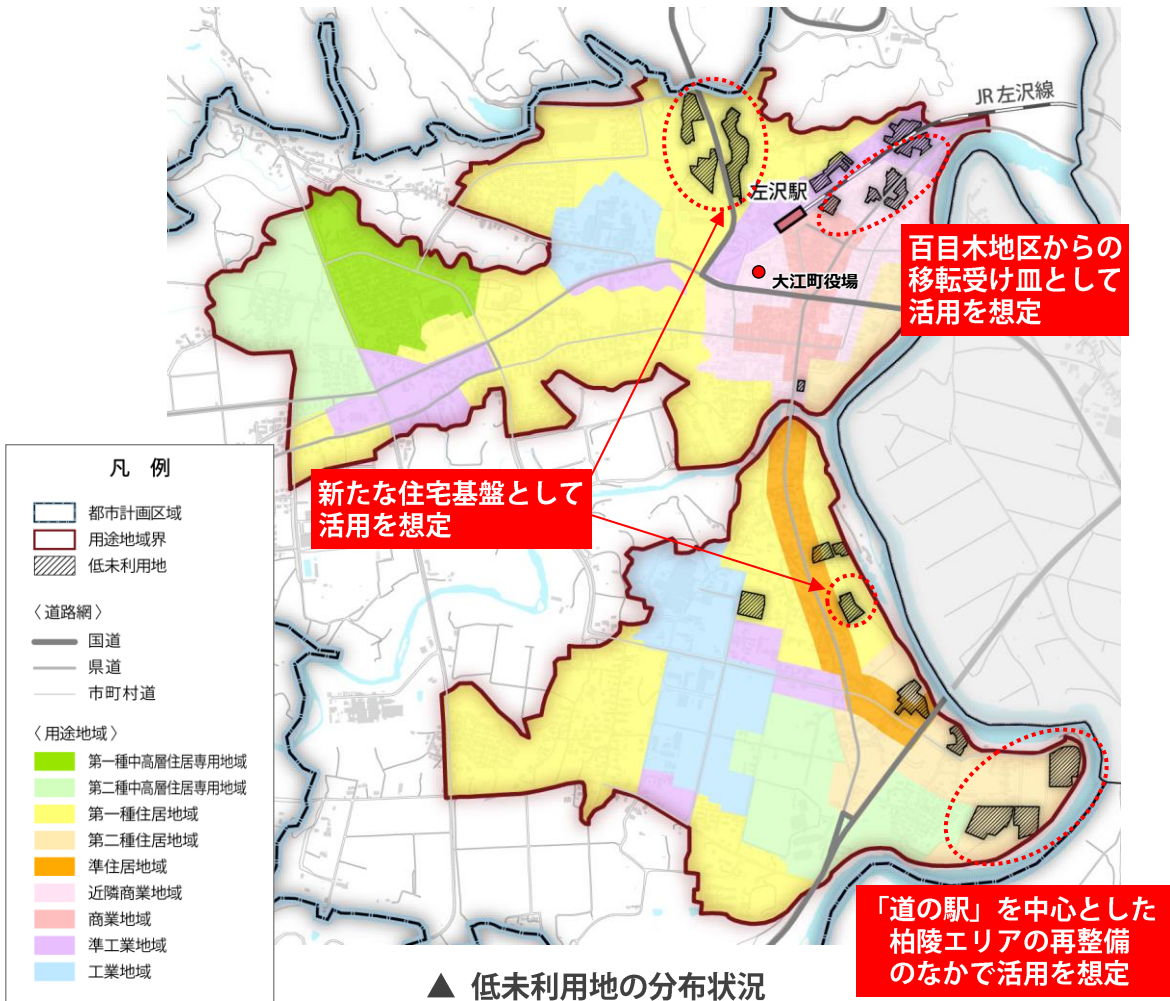 JR左沢線
左沢駅
大江町役場
百目木地区からの
移転受け皿として
活用を想定
新たな住宅基盤として
活用を想定
凡 例
都市計画区域
用途地域界
低未利用地
〈道路網〉
国道
県道
市町村道
〈用途地域〉
第一種中高層住居専用地域
第二種中高層住居専用地域
第一種住居地域
第二種住居地域
準住居地域
近隣商業地域
商業地域
準工業地域
工業地域
「道の駅」を中心とした
柏陵エリアの再整備
のなかで活用を想定
▲ 低未利用地の分布状況